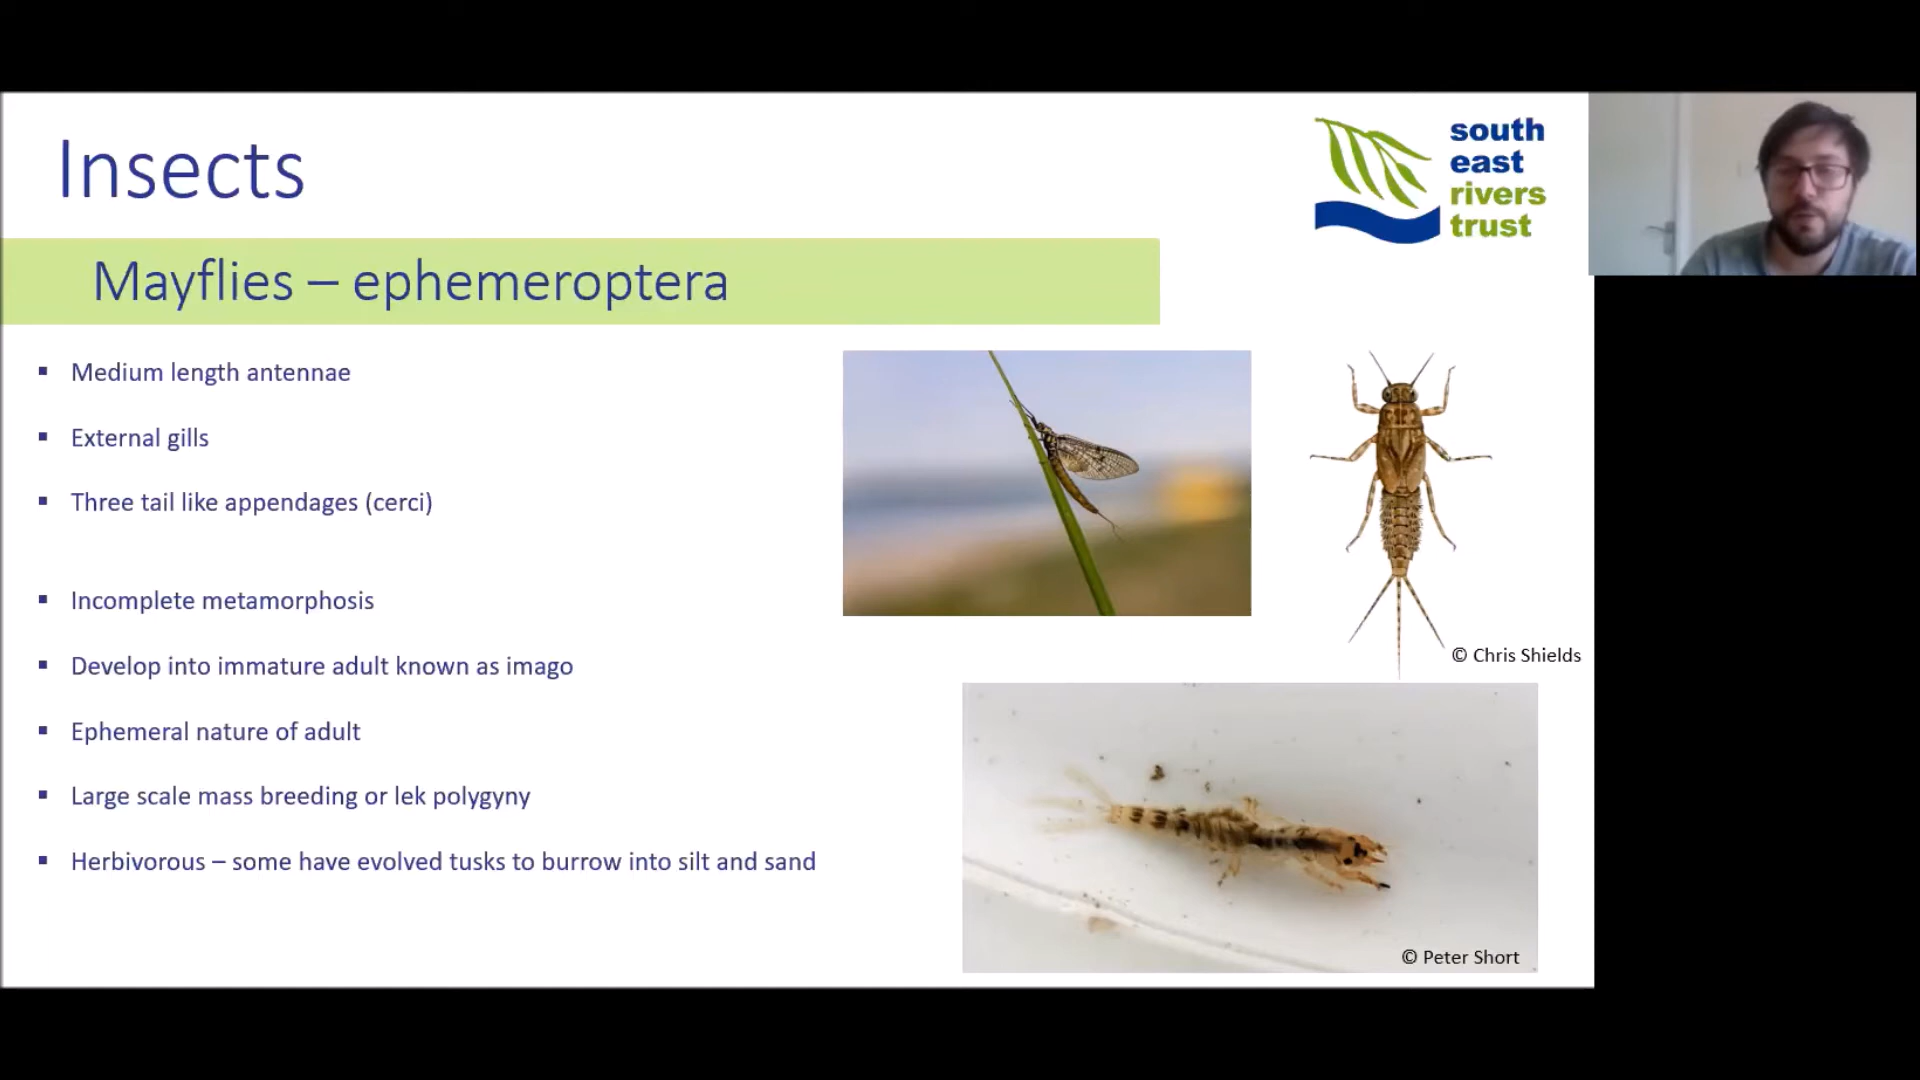 Insects
south
east
rivers
trust
Mayflies – ephemeroptera
▪ Medium length antennae
▪ External gills
▪ Three tail like appendages (cerci)
▪ Incomplete metamorphosis
▪ Develop into immature adult known as imago
▪ Ephemeral nature of adult
▪ Large scale mass breeding or lek polygyny
▪ Herbivorous – some have evolved tusks to burrow into silt and sand
© Chris Shields
© Peter Short